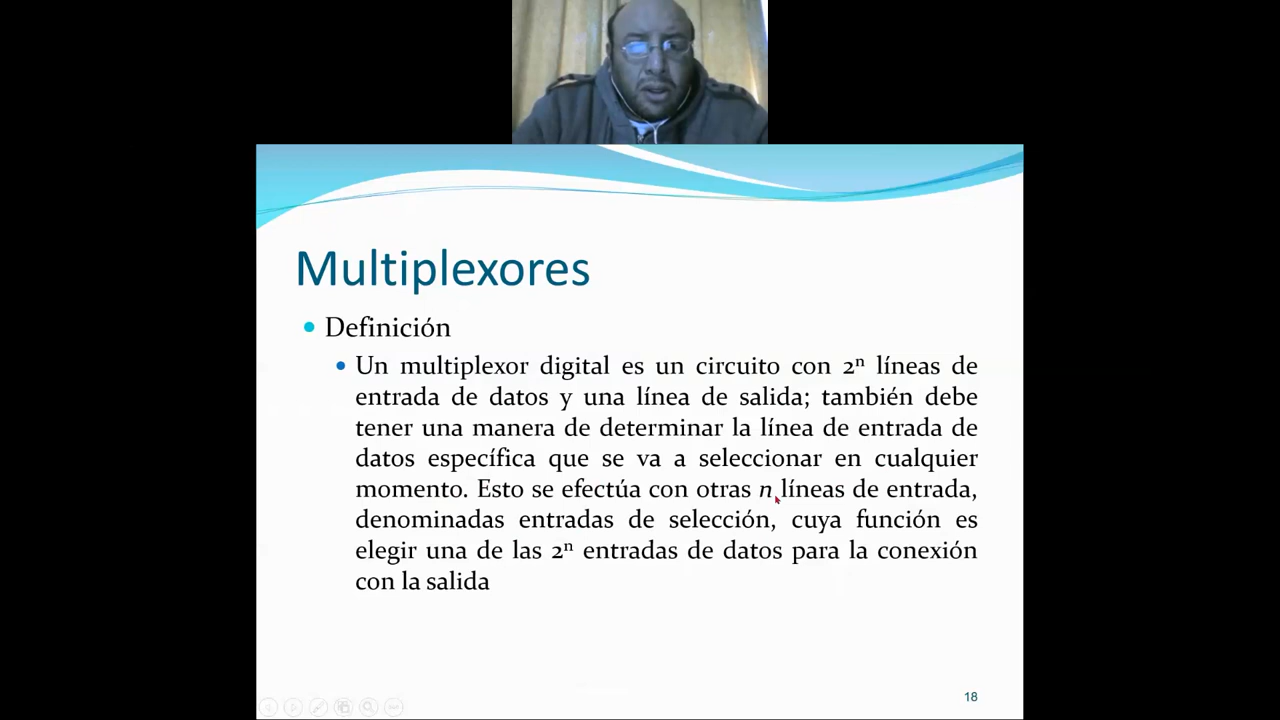 Multiplexores
• Definición
• Un multiplexor digital es un circuito con 2ⁿ líneas de
entrada de datos y una línea de salida; también debe
tener una manera de determinar la línea de entrada de
datos específica que se va a seleccionar en cualquier
momento. Esto se efectúa con otras n líneas de entrada,
denominadas entradas de selección, cuya función es
elegir una de las 2ⁿ entradas de datos para la conexión
con la salida
18